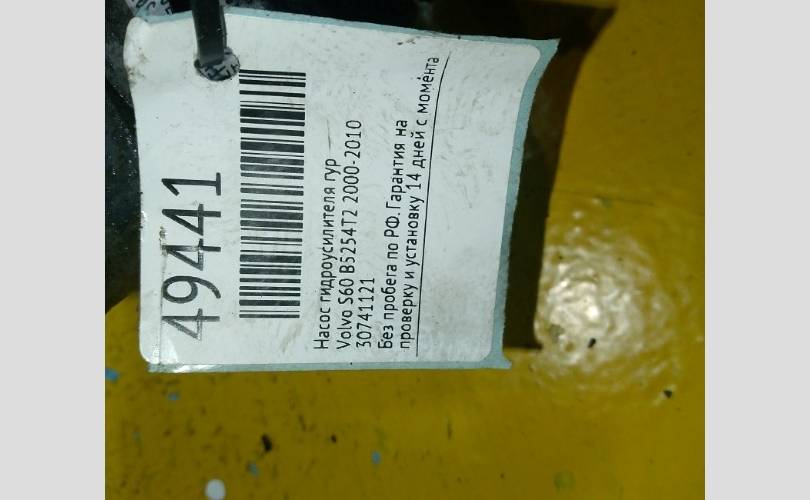 49441
Насос гидроусилителя гур
Volvo S60 B5254T2 2000-2010
30741121
Без пробега по РФ.Гарантия на
проверку и установку 14 дней с момента